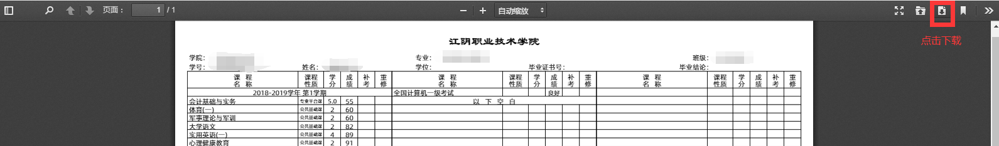 页面： 1 / 1 自动缩放
点击下载
江阴职业技术学院
学院： 专业： 班级：
学号： 姓名： 学位： 毕业证书号： 毕业结论：
课 程 名 称 课程性质 学分 成绩 补考 重修 课 程 名 称 课程性质 学分 成绩 补考 重修 课 程 名 称 课程性质 学分 成绩 补考 重修
2018-2019学年 第1学期 全国计算机一级考试 良好
会计基础与实务 专业平台课 5.0 55 以 下 空 白
体育(一) 公共基础课 2 60
军事理论与军训 公共基础课 2 60
大学语文 公共基础课 2 82
实用英语(一) 公共基础课 4 89
心理健康教育 公共基础课 2 91